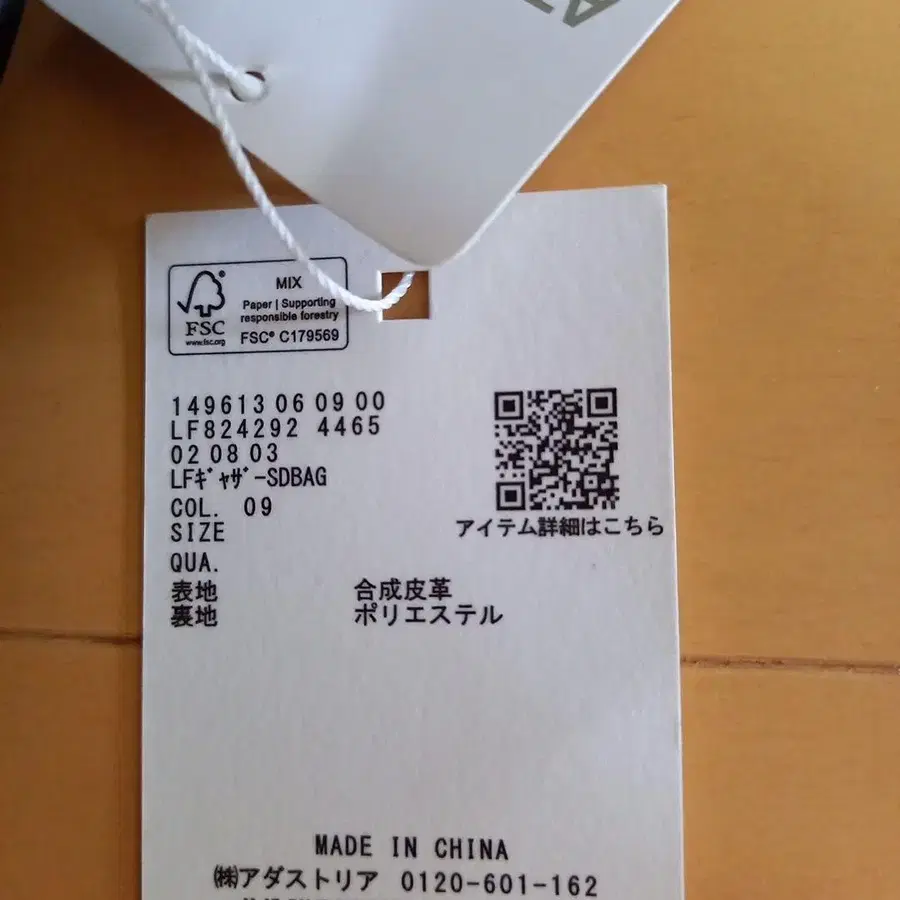 FSC
www.fsc.org
MIX
Paper | Supporting
responsible forestry
FSC® C179569
149613 06 09 00
LF824292 4465
02 08 03
LFギャザーSDBAG
COL. 09
SIZE
QUA.
表地 合成皮革
裏地 ポリエステル
アイテム詳細はこちら
MADE IN CHINA
㈱アダストリア 0120-601-162